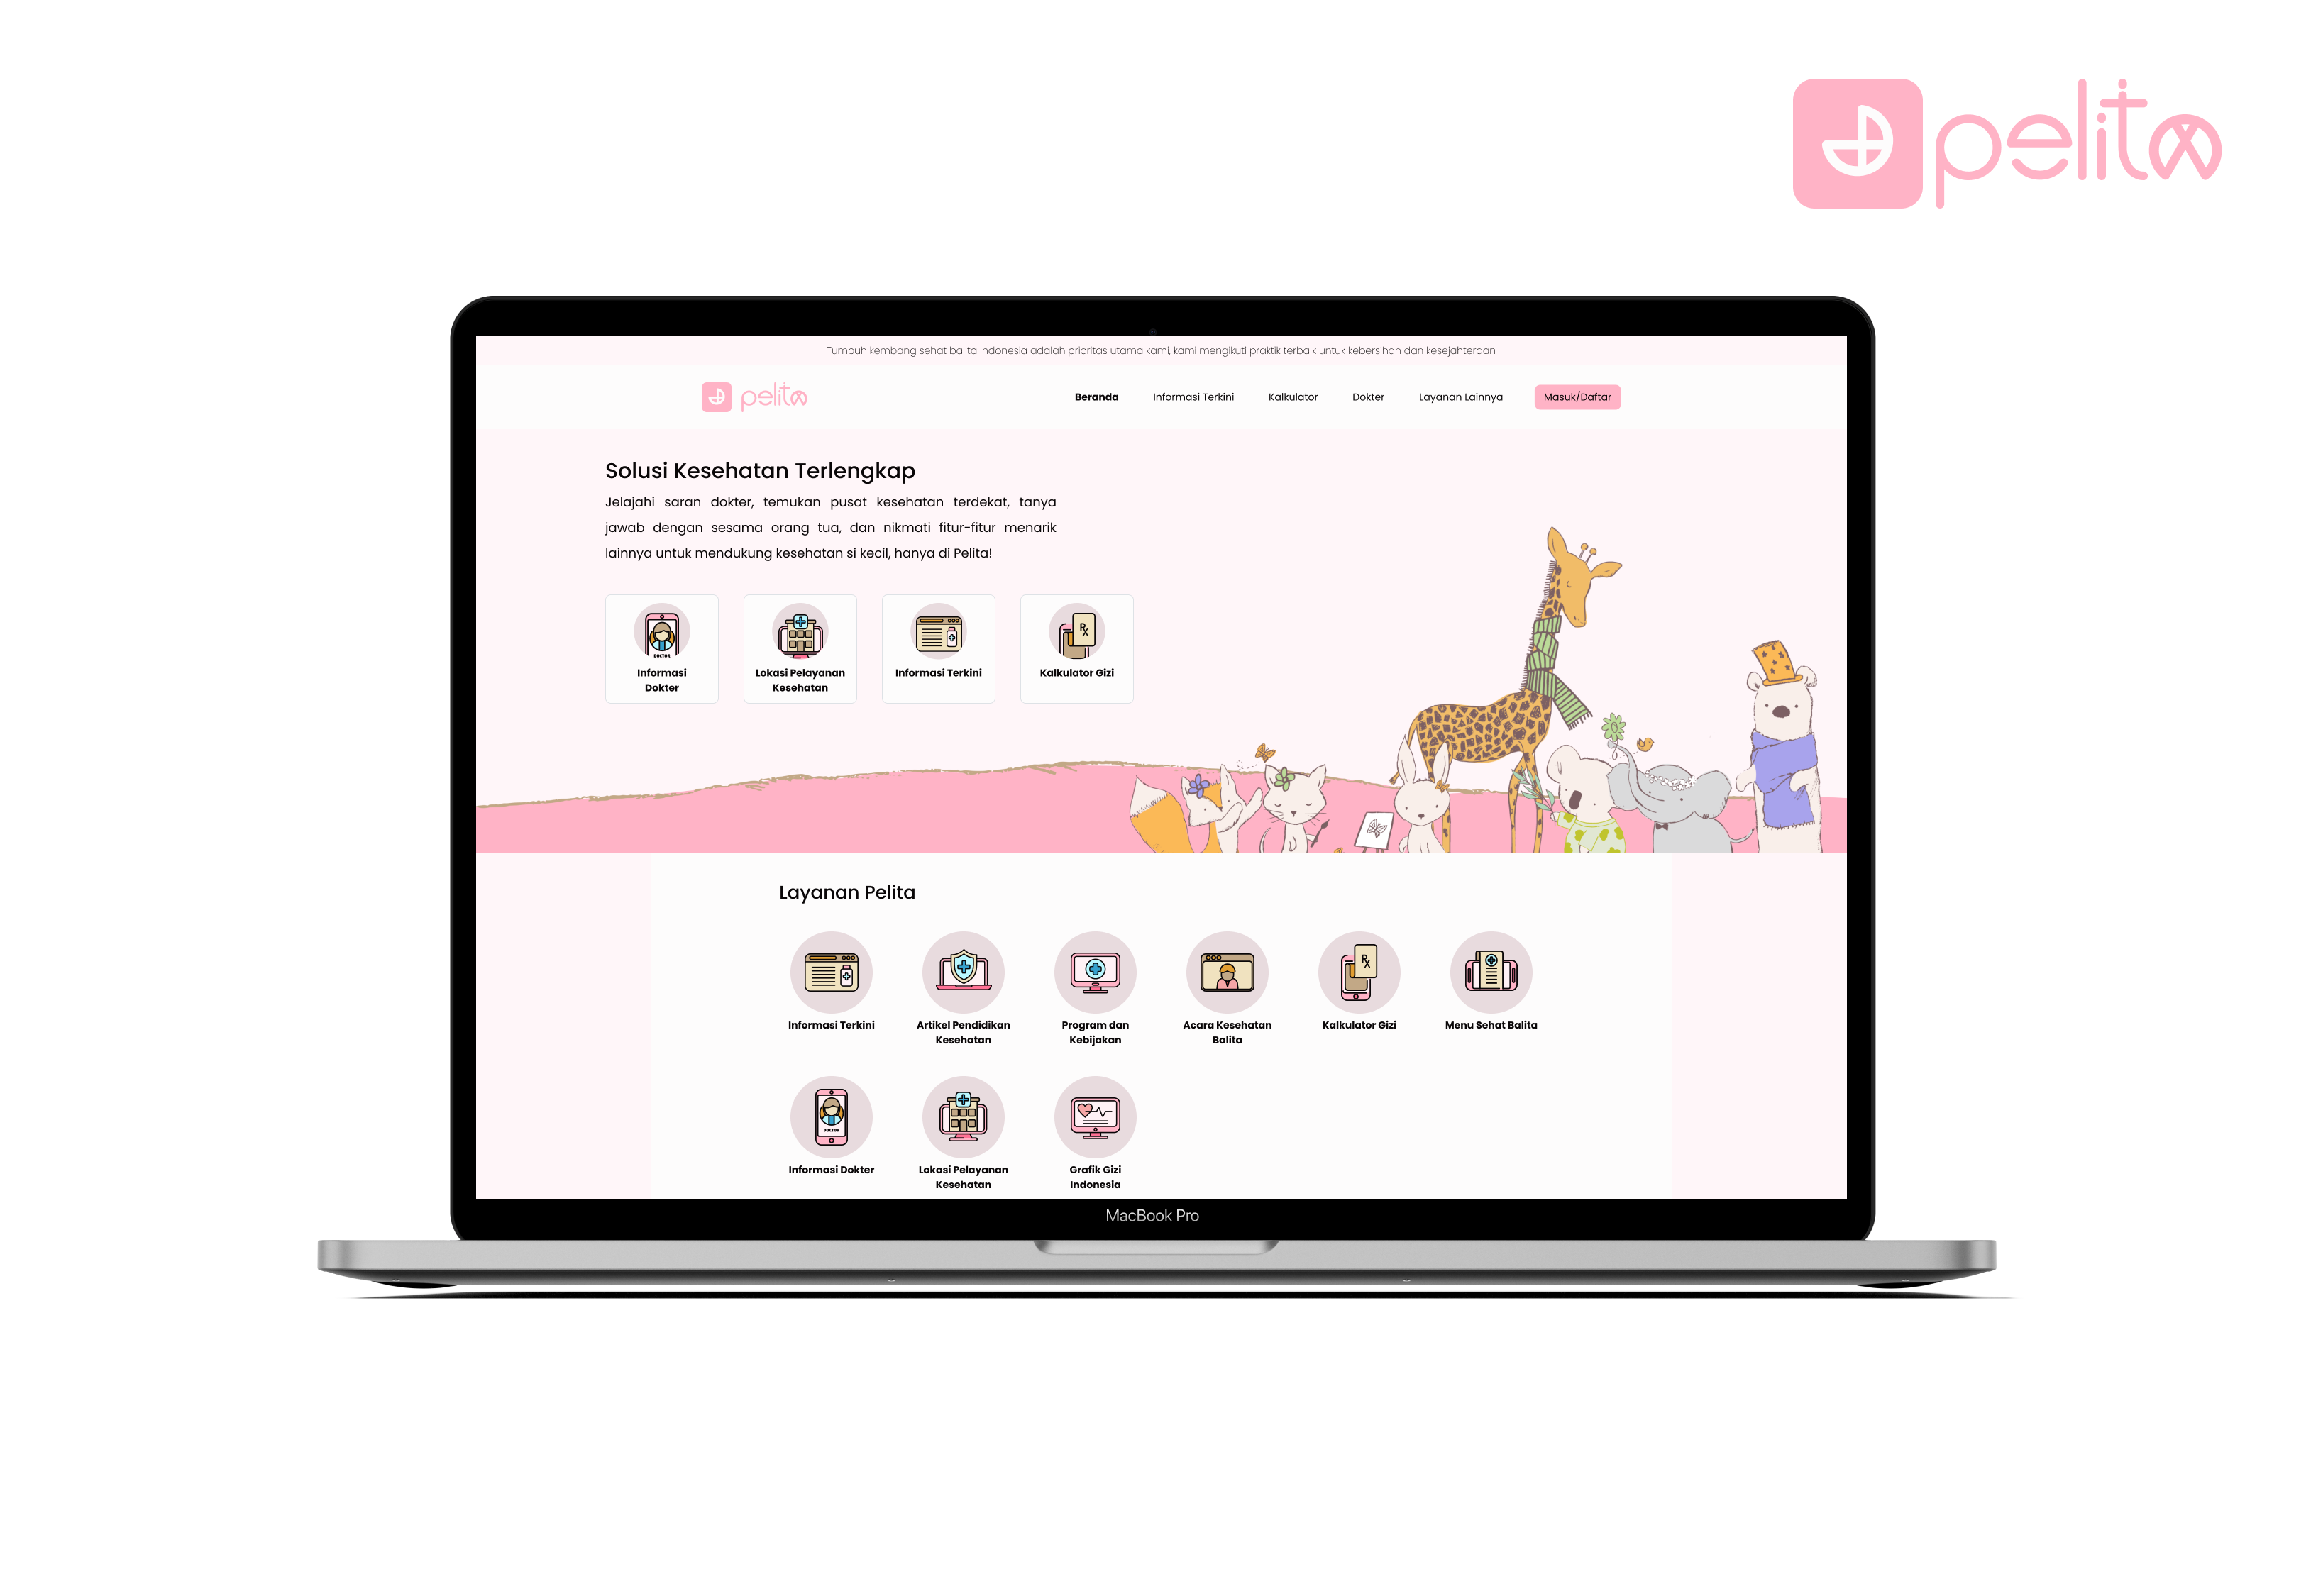 pelita
Tumbuh kembang sehat balita Indonesia adalah prioritas utama kami, kami mengikuti praktik terbaik untuk kebersihan dan kesejahteraan
pelita
Beranda
Informasi Terkini
Kalkulator
Dokter
Layanan Lainnya
Masuk/Daftar
Solusi Kesehatan Terlengkap
Jelajahi saran dokter, temukan pusat kesehatan terdekat, tanya
jawab dengan sesama orang tua, dan nikmati fitur-fitur menarik
lainnya untuk mendukung kesehatan si kecil, hanya di Pelita!
DOCTOR
Rx
Informasi
Dokter
Lokasi Pelayanan
Kesehatan
Informasi Terkini
Kalkulator Gizi
Layanan Pelita
Rx
Informasi Terkini
Artikel Pendidikan
Kesehatan
Program dan
Kebijakan
Acara Kesehatan
Balita
Kalkulator Gizi
Menu Sehat Balita
DOCTOR
Informasi Dokter
Lokasi Pelayanan
Kesehatan
Grafik Gizi
Indonesia
MacBook Pro